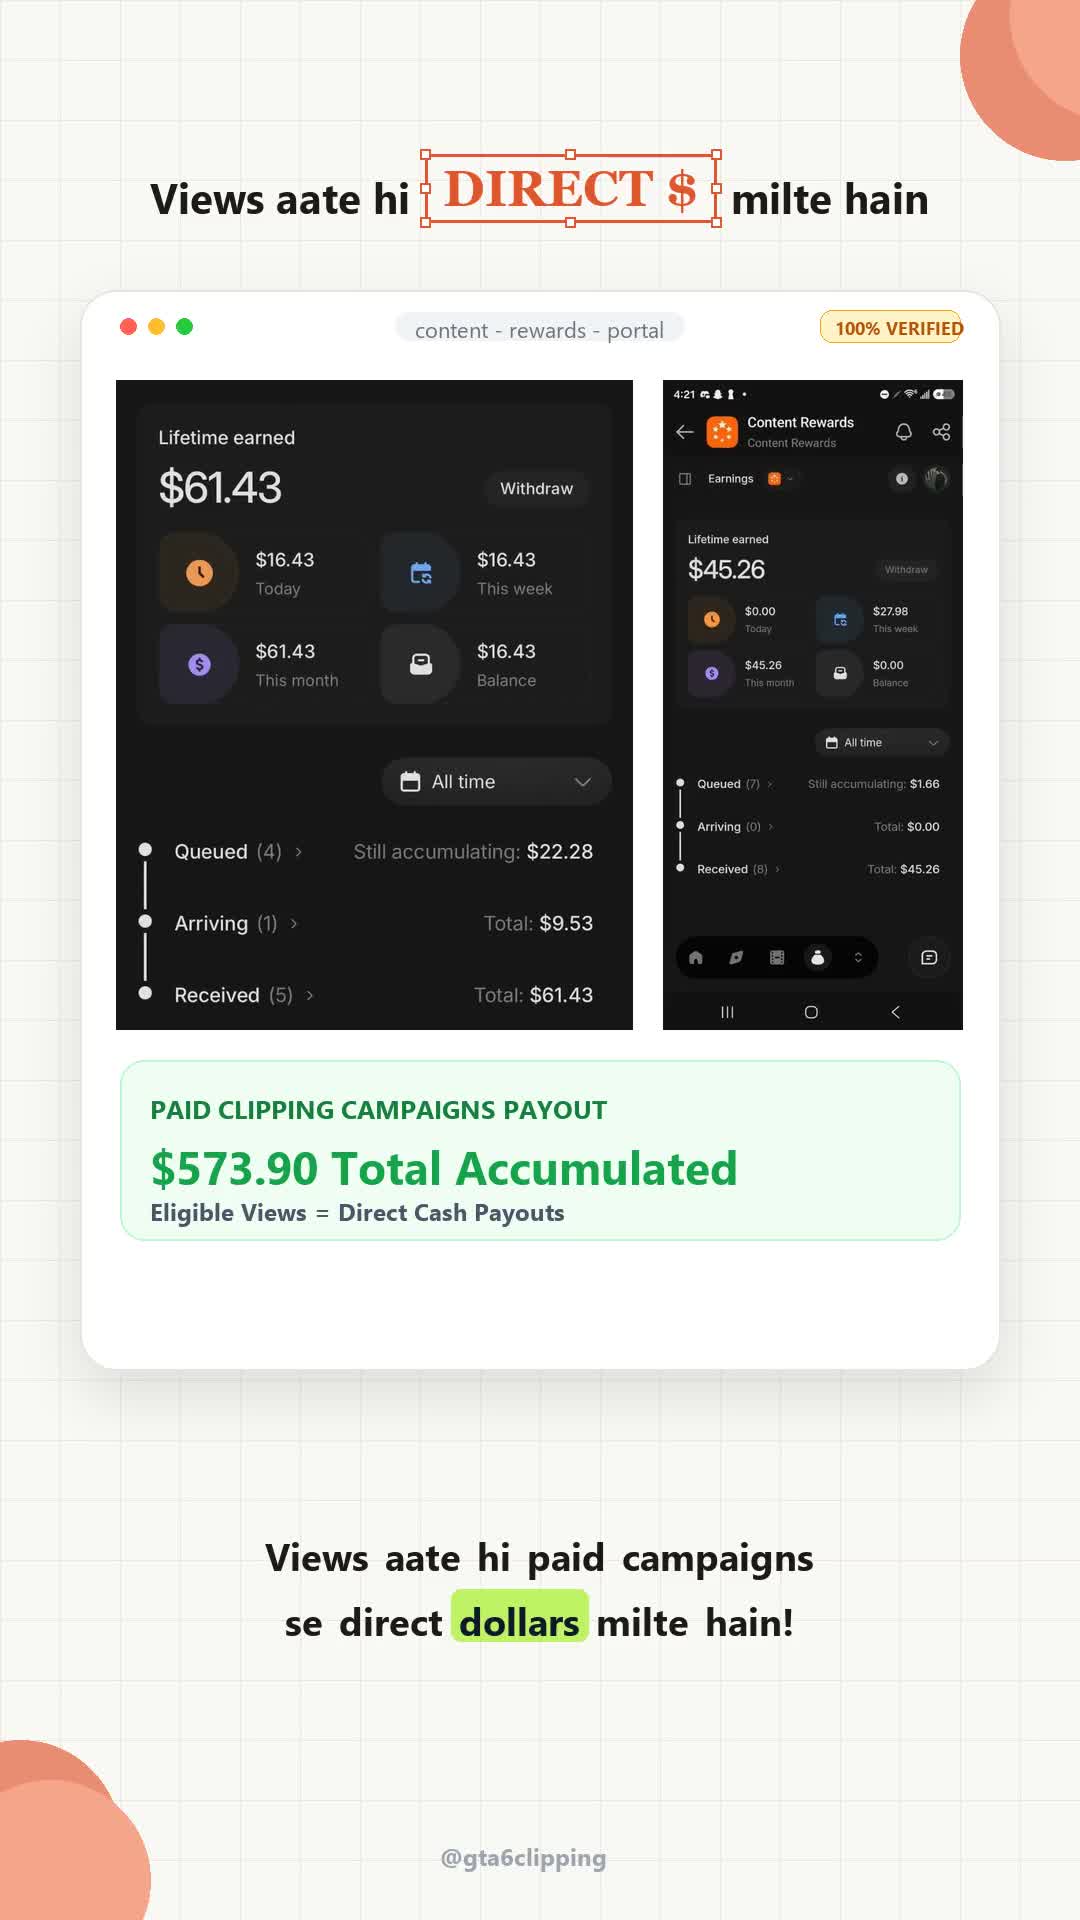 Views aate hi DIRECT $ milte hain
content - rewards - portal
100% VERIFIED
Lifetime earned
$61.43
Withdraw
$16.43
Today
$16.43
This week
$61.43
This month
$16.43
Balance
All time
Queued (4) > Still accumulating: $22.28
Arriving (1) > Total: $9.53
Received (5) > Total: $61.43
4:21
Content Rewards
Content Rewards
Earnings
Lifetime earned
$45.26
Withdraw
$0.00
Today
$27.98
This week
$45.26
This month
$0.00
Balance
All time
Queued (7) > Still accumulating: $1.66
Arriving (0) > Total: $0.00
Received (8) > Total: $45.26
PAID CLIPPING CAMPAIGNS PAYOUT
$573.90 Total Accumulated
Eligible Views = Direct Cash Payouts
Views aate hi paid campaigns
se direct dollars milte hain!
@gta6clipping